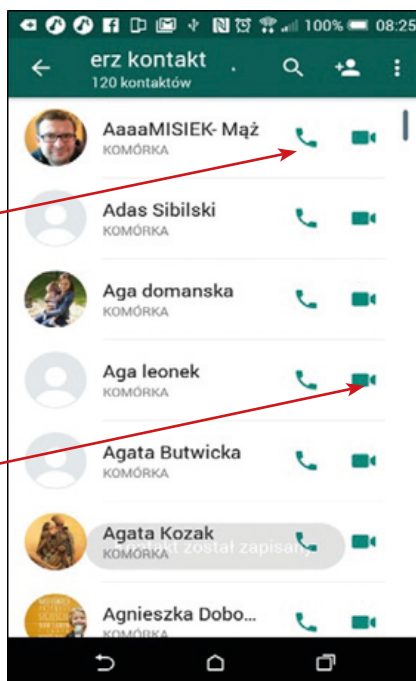 100% 08:25
erz kontakt
120 kontaktów
AaaaMISIEK- Mąż
KOMÓRKA
Adas Sibilski
KOMÓRKA
Aga domanska
KOMÓRKA
Aga leonek
KOMÓRKA
Agata Butwicka
KOMÓRKA
Agata Kozak
KOMÓRKA
został zapisany
Agnieszka Dobo...
KOMÓRKA